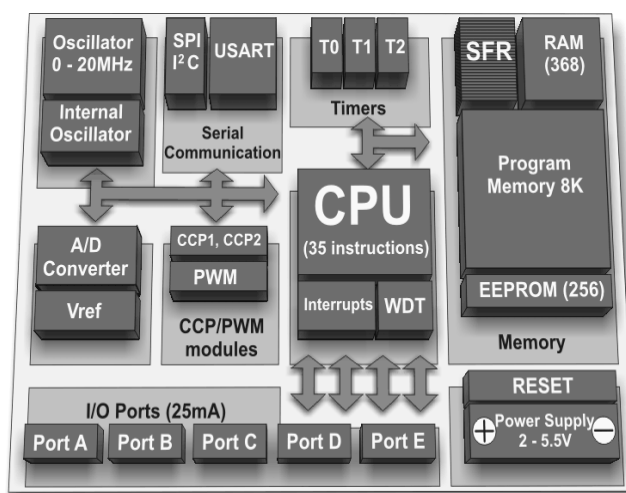 Oscillator
0 - 20MHz
Internal
Oscillator
SPI
I²C
USART
Serial
Communication
T0 T1 T2
Timers
SFR
RAM
(368)
Program
Memory 8K
EEPROM (256)
Memory
CPU
(35 instructions)
Interrupts
WDT
A/D
Converter
Vref
CCP1, CCP2
PWM
CCP/PWM
modules
I/O Ports (25mA)
Port A Port B Port C Port D Port E
RESET
+ Power Supply −
2 - 5.5V